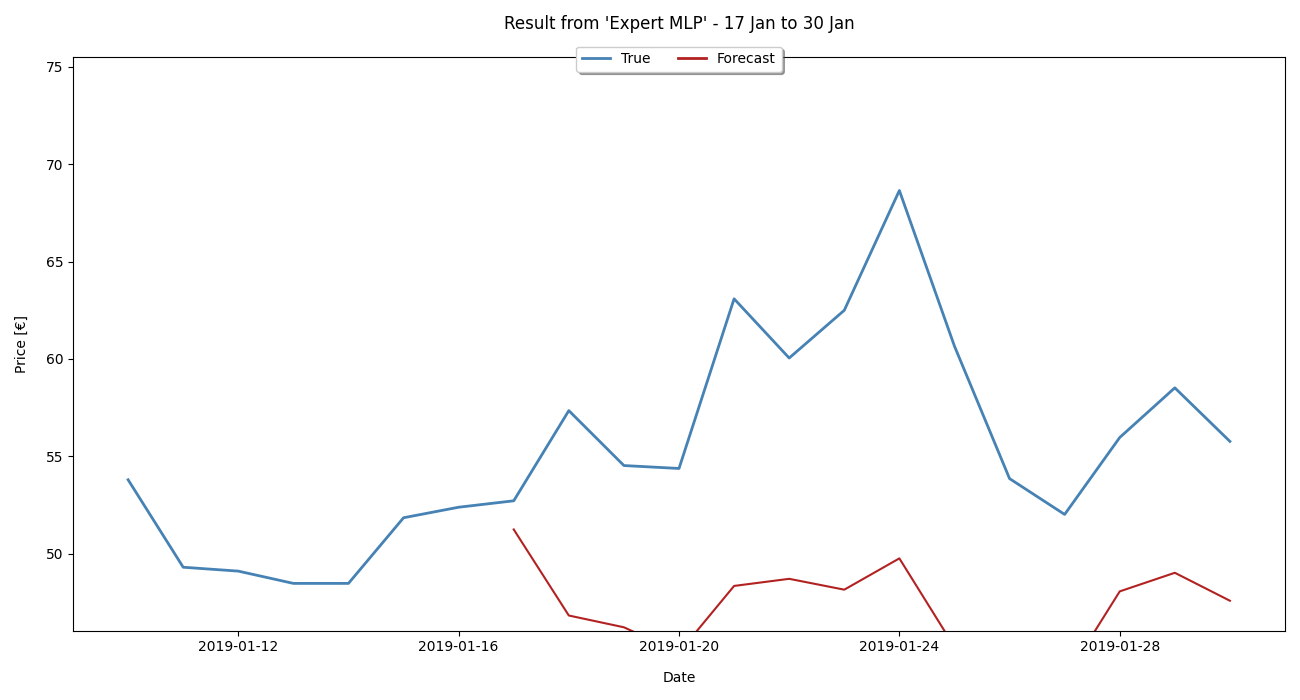 Result from 'Expert MLP' - 17 Jan to 30 Jan
True Forecast
75
70
65
60
55
50
Price [€]
2019-01-12 2019-01-16 2019-01-20 2019-01-24 2019-01-28
Date